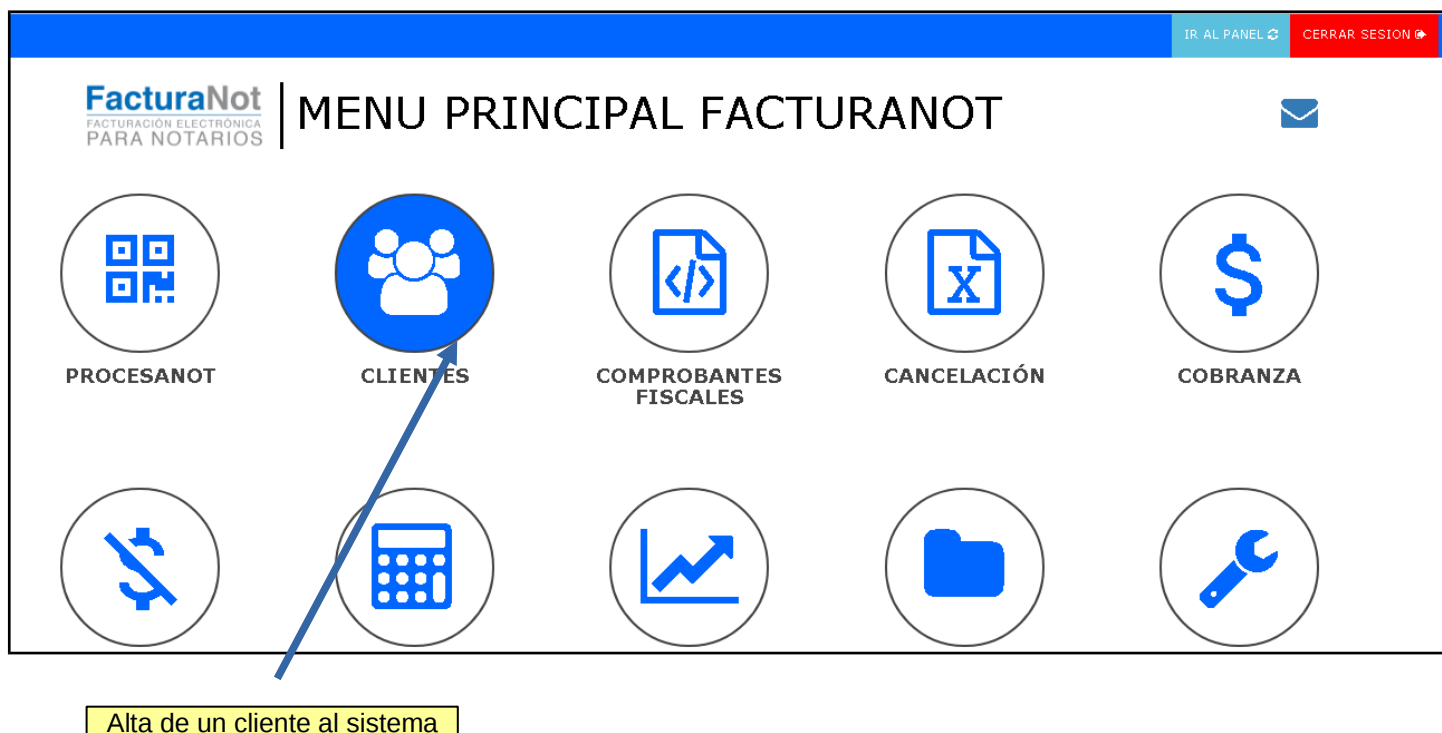 IR AL PANEL
CERRAR SESION
FacturaNot
FACTURACIÓN ELECTRÓNICA
PARA NOTARIOS
MENU PRINCIPAL FACTURANOT
</>
X
$
PROCESANOT
CLIENTES
COMPROBANTES
FISCALES
CANCELACIÓN
COBRANZA
Alta de un cliente al sistema